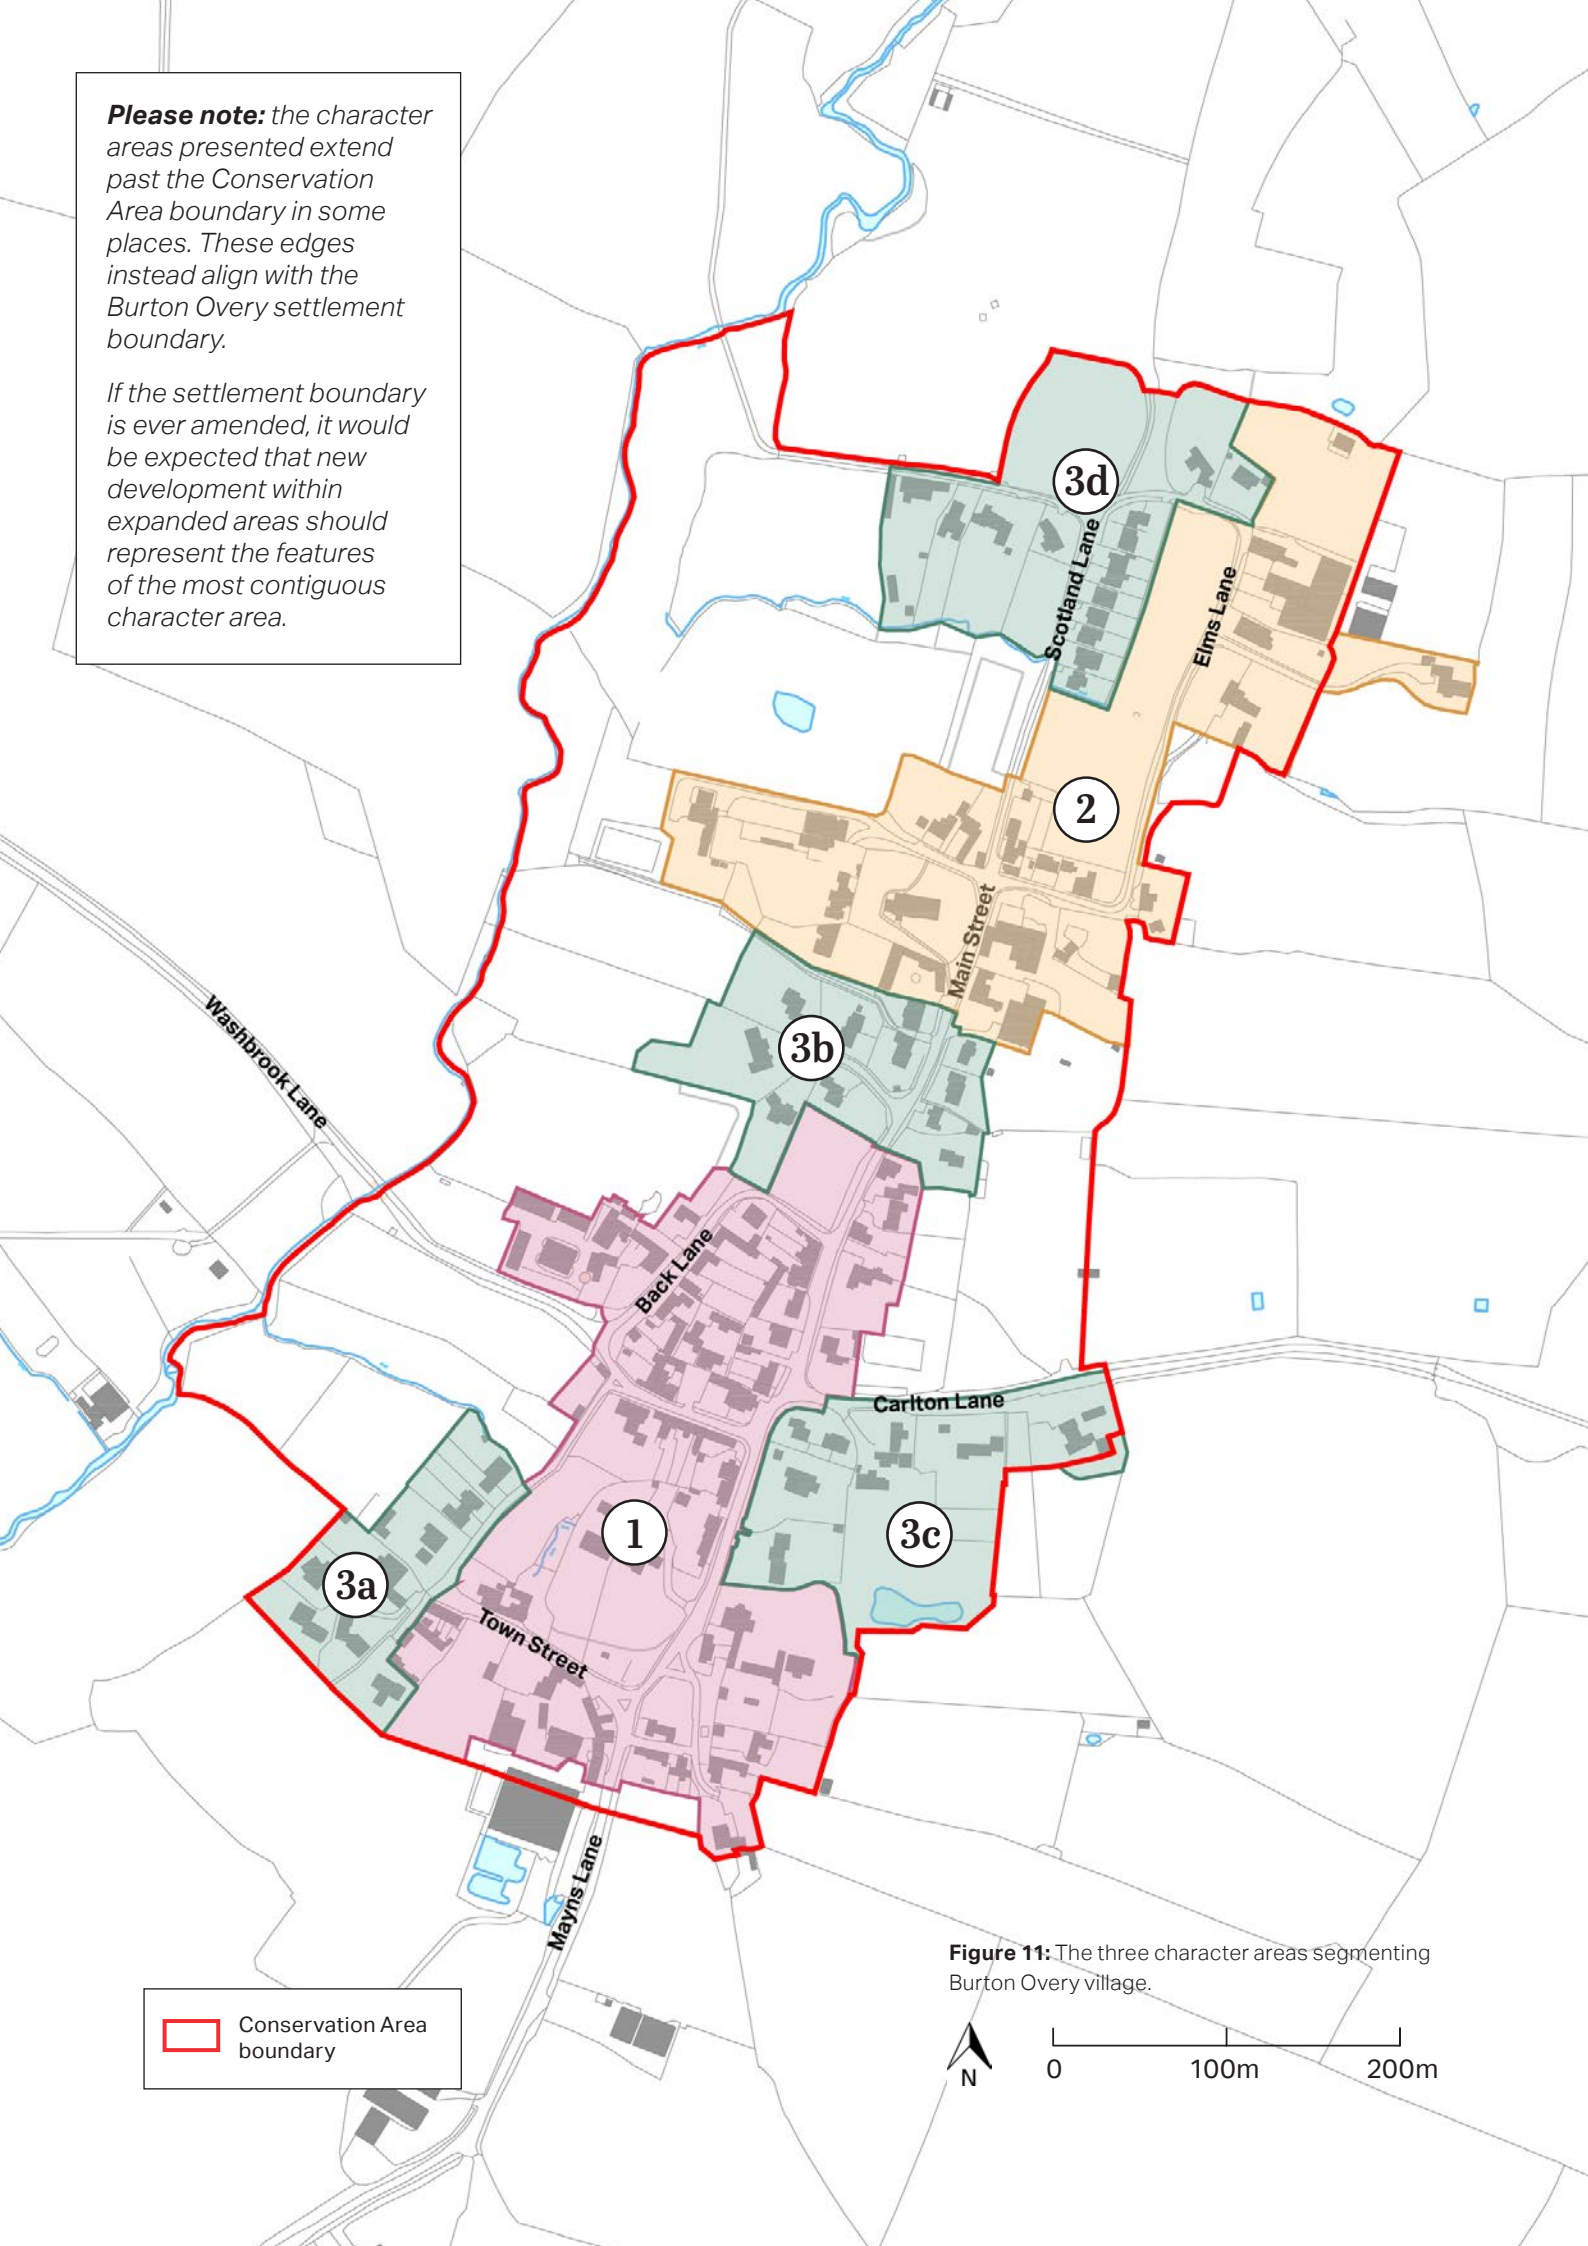 Please note: the character
areas presented extend
past the Conservation
Area boundary in some
places. These edges
instead align with the
Burton Overy settlement
boundary.
If the settlement boundary
is ever amended, it would
be expected that new
development within
expanded areas should
represent the features
of the most contiguous
character area.
3d
Scotland Lane
Elms Lane
2
Main Street
Washbrook Lane
3b
Back Lane
Carlton Lane
1
3c
3a
Town Street
Mayns Lane
Figure 11: The three character areas segmenting
Burton Overy village.
Conservation Area
boundary
N
0 100m 200m